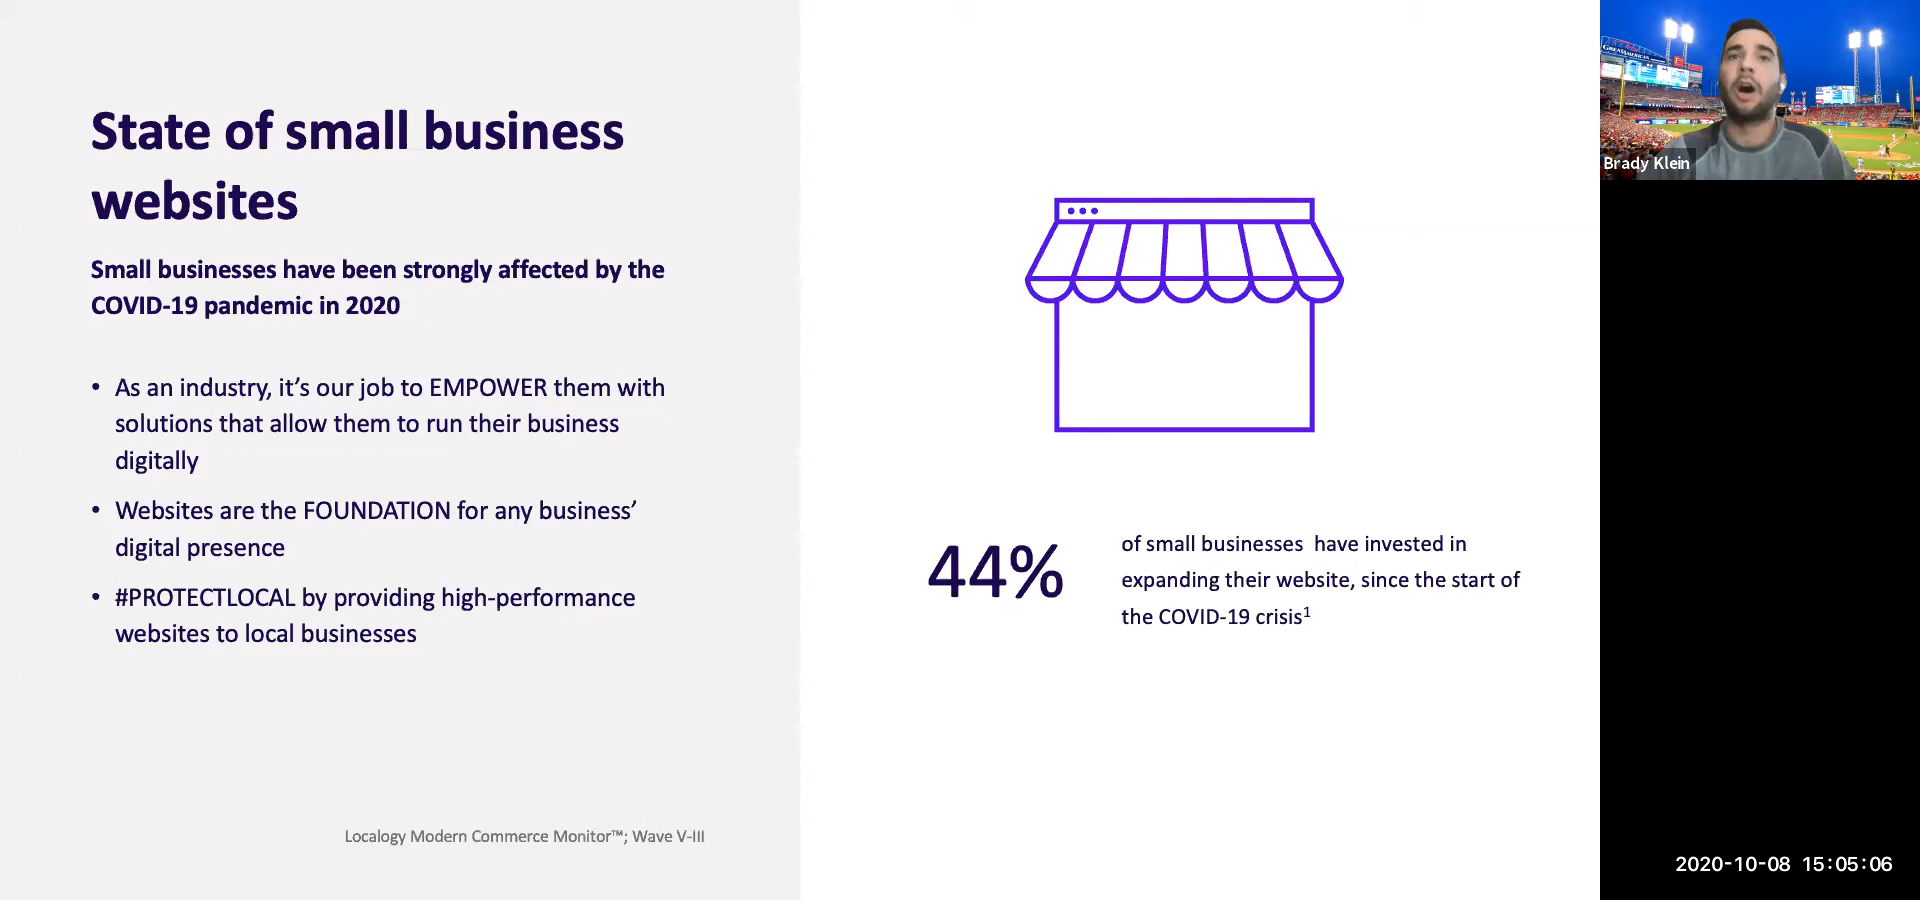 State of small business
websites
Small businesses have been strongly affected by the
COVID-19 pandemic in 2020
• As an industry, it’s our job to EMPOWER them with
solutions that allow them to run their business
digitally
• Websites are the FOUNDATION for any business’
digital presence
• #PROTECTLOCAL by providing high-performance
websites to local businesses
Localogy Modern Commerce Monitor™; Wave V-III
44%
of small businesses  have invested in
expanding their website, since the start of
the COVID-19 crisis¹
GREAT AMERICAN
Brady Klein
2020-10-08 15:05:06